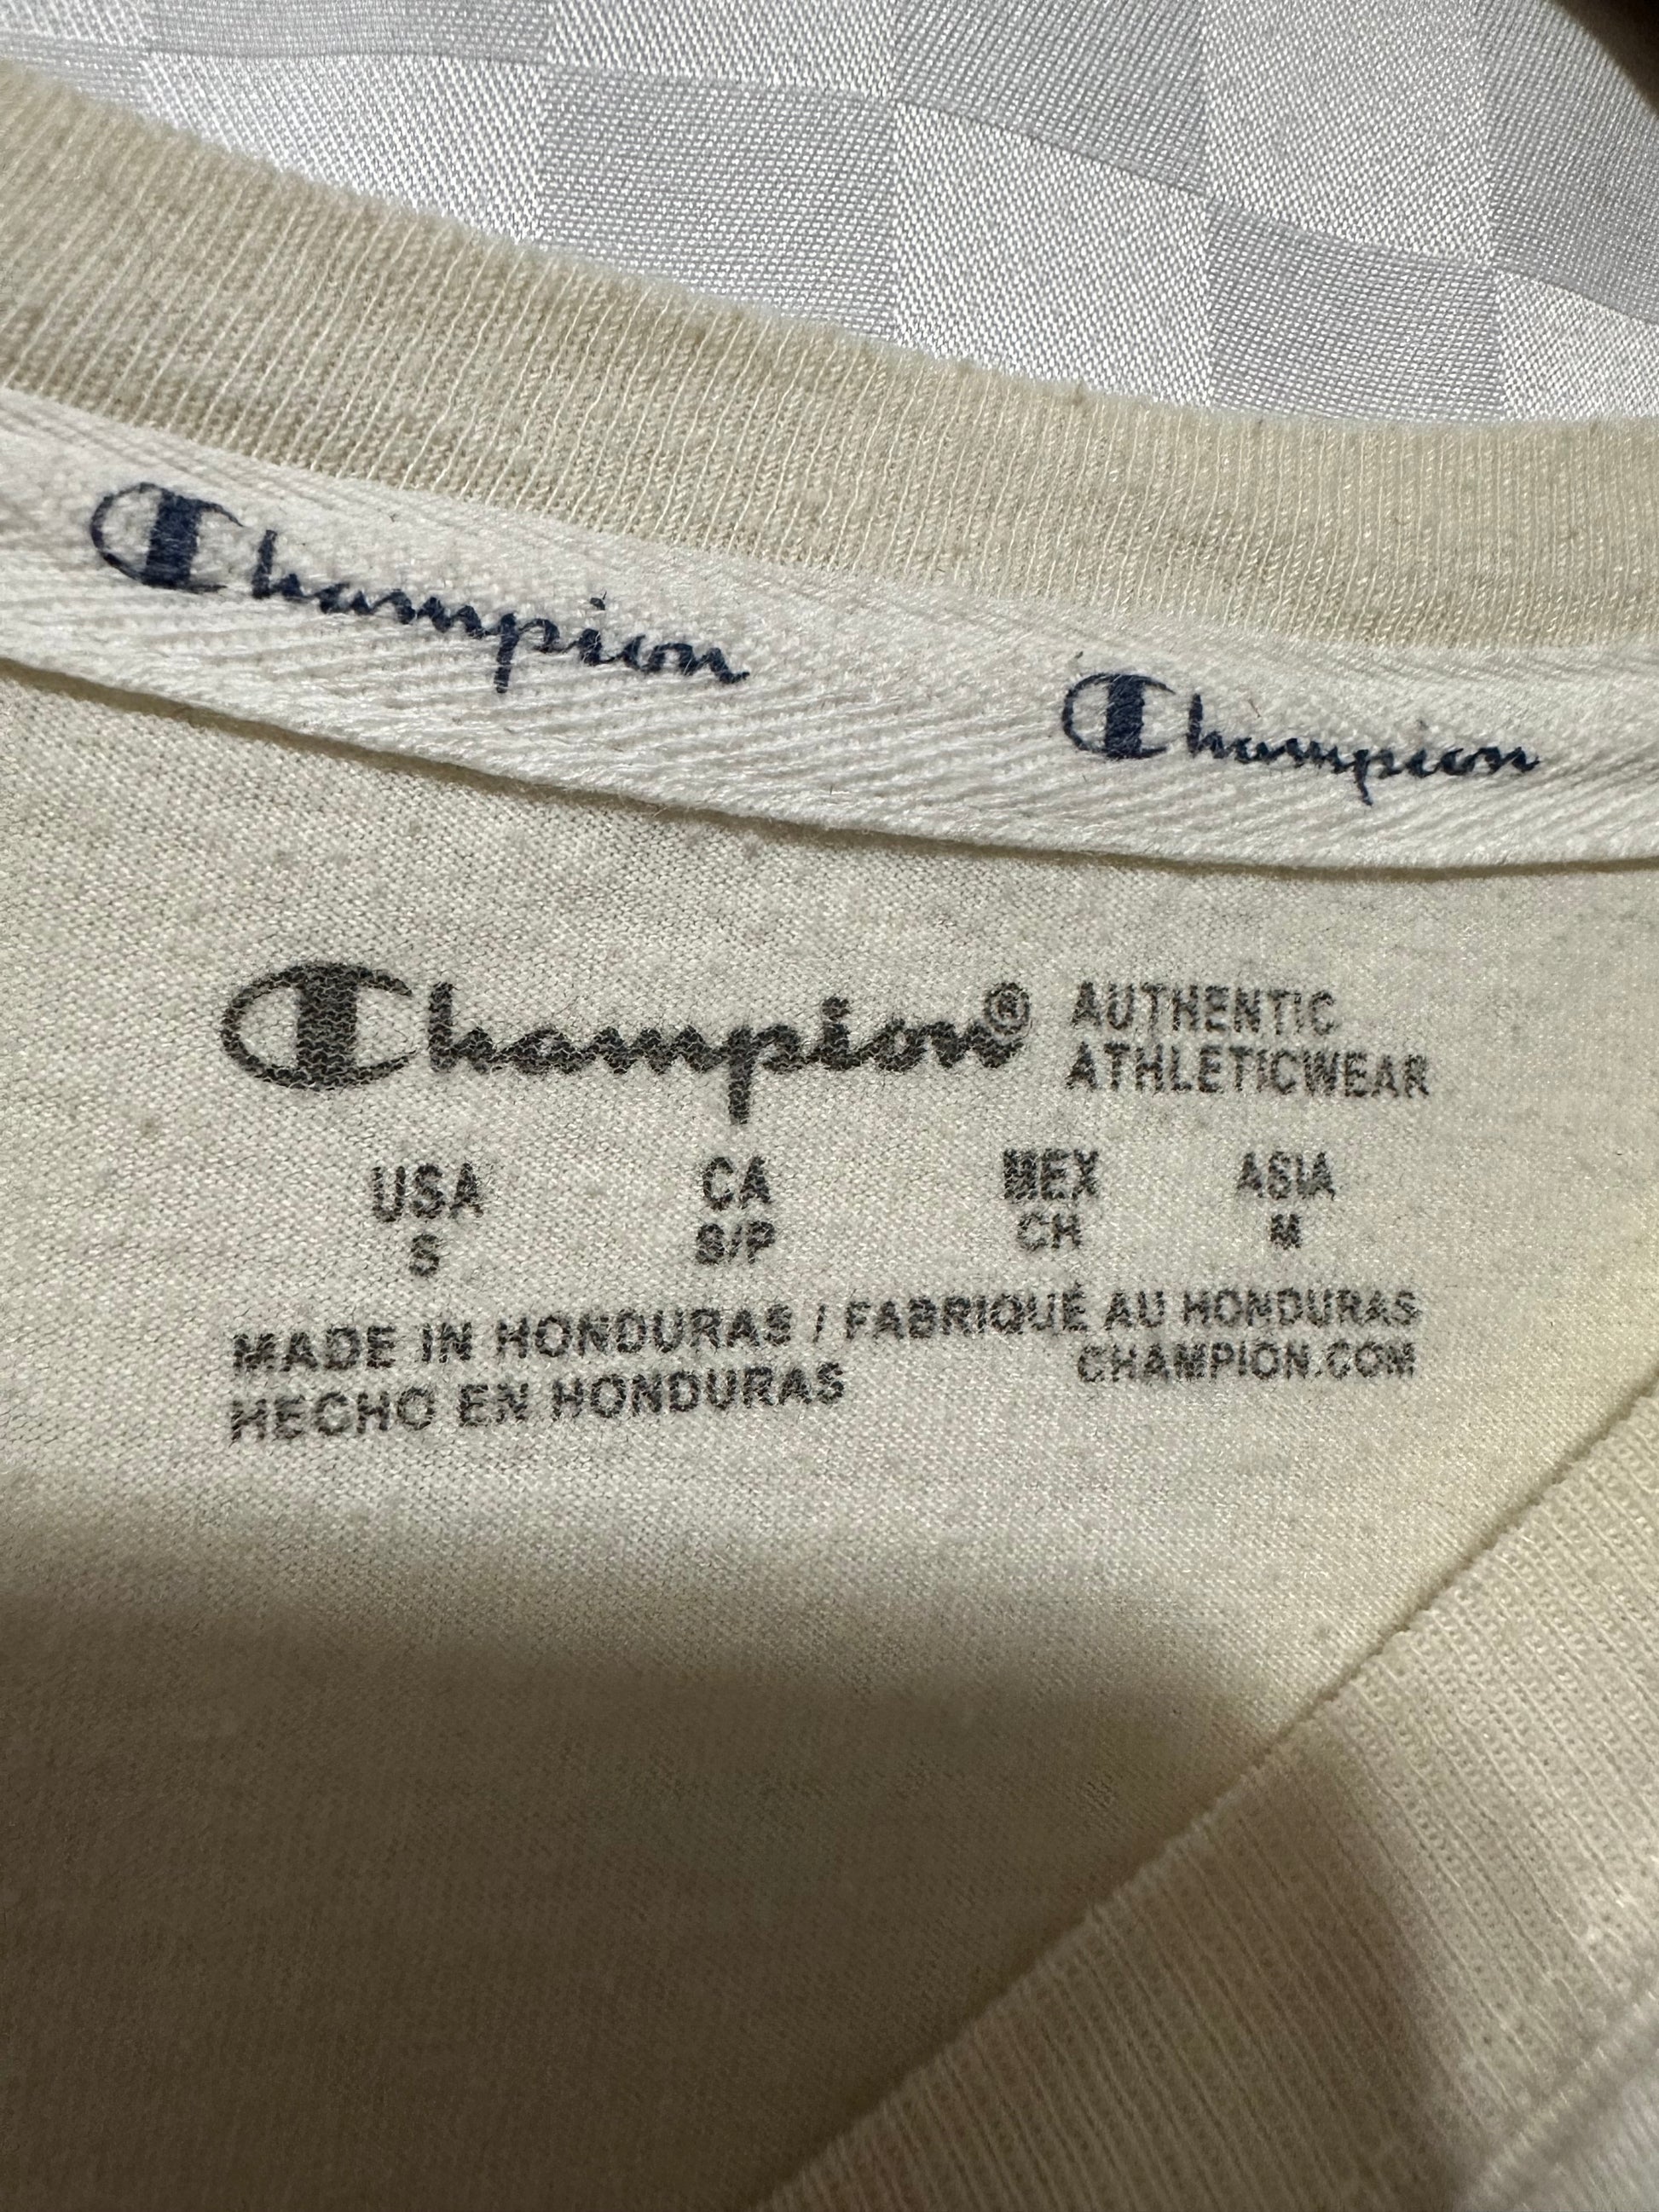 Champion Champion
Champion® AUTHENTIC
ATHLETICWEAR
USA CA MEX ASIA
S S/P CH M
MADE IN HONDURAS / FABRIQUÉ AU HONDURAS
HECHO EN HONDURAS CHAMPION.COM